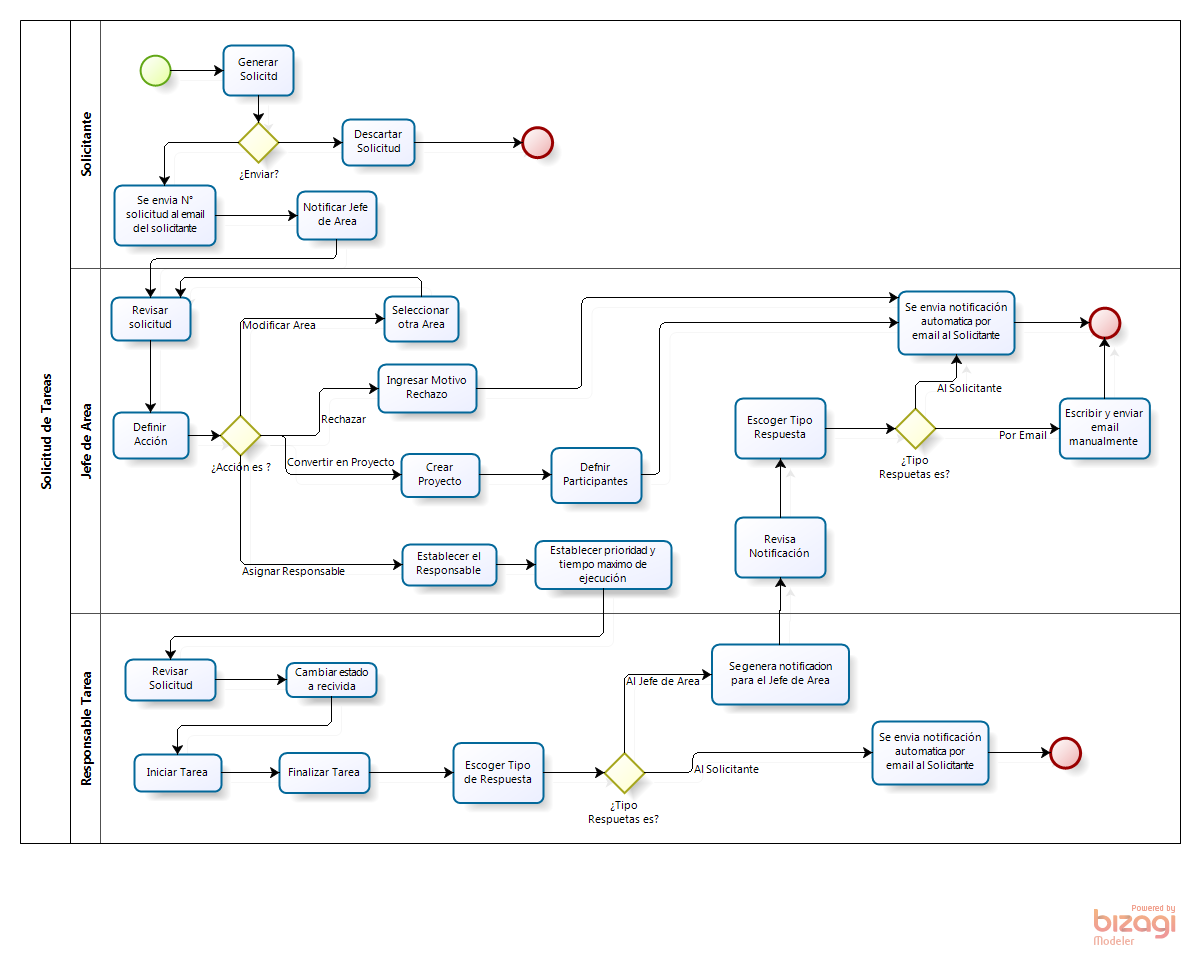 Solicitud de Tareas
Solicitante
Generar
Solicitd
¿Enviar?
Descartar
Solicitud
Se envia N°
solicitud al email
del solicitante
Notificar Jefe
de Area
Jefe de Area
Revisar
solicitud
Seleccionar
otra Area
Modificar Area
Se envia notificación
automatica por
email al Solicitante
Ingresar Motivo
Rechazo
Rechazar
Definir
Acción
¿Acción es ?
Convertir en Proyecto
Crear
Proyecto
Defnir
Participantes
Al Solicitante
Escoger Tipo
Respuesta
¿Tipo
Respuetas es?
Por Email
Escribir y enviar
email
manualmente
Revisa
Notificación
Asignar Responsable
Establecer el
Responsable
Establecer prioridad y
tiempo maximo de
ejecución
Responsable Tarea
Revisar
Solicitud
Cambiar estado
a recivida
Al Jefe de Area
Se genera notificacion
para el Jefe de Area
Iniciar Tarea
Finalizar Tarea
Escoger Tipo
de Respuesta
¿Tipo
Respuetas es?
Al Solicitante
Se envia notificación
automatica por
email al Solicitante
Powered by
bizagi
Modeler